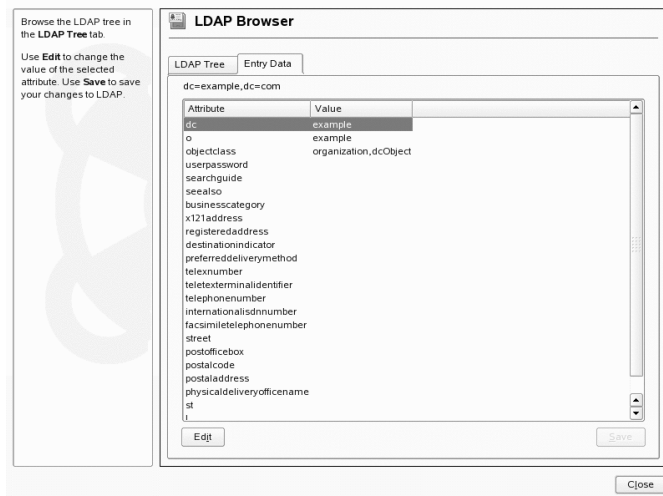 Browse the LDAP tree in
the LDAP Tree tab.
Use Edit to change the
value of the selected
attribute. Use Save to save
your changes to LDAP.
LDAP Browser
LDAP Tree
Entry Data
dc=example,dc=com
Attribute Value
dc example
o example
objectclass organization,dcObject
userpassword
searchguide
seealso
businesscategory
x121address
registeredaddress
destinationindicator
preferreddeliverymethod
telexnumber
teletexterminalidentifier
telephonenumber
internationalisdnnumber
facsimiletelephonenumber
street
postofficebox
postalcode
postaladdress
physicaldeliveryofficename
st
l
Edit Save
Close